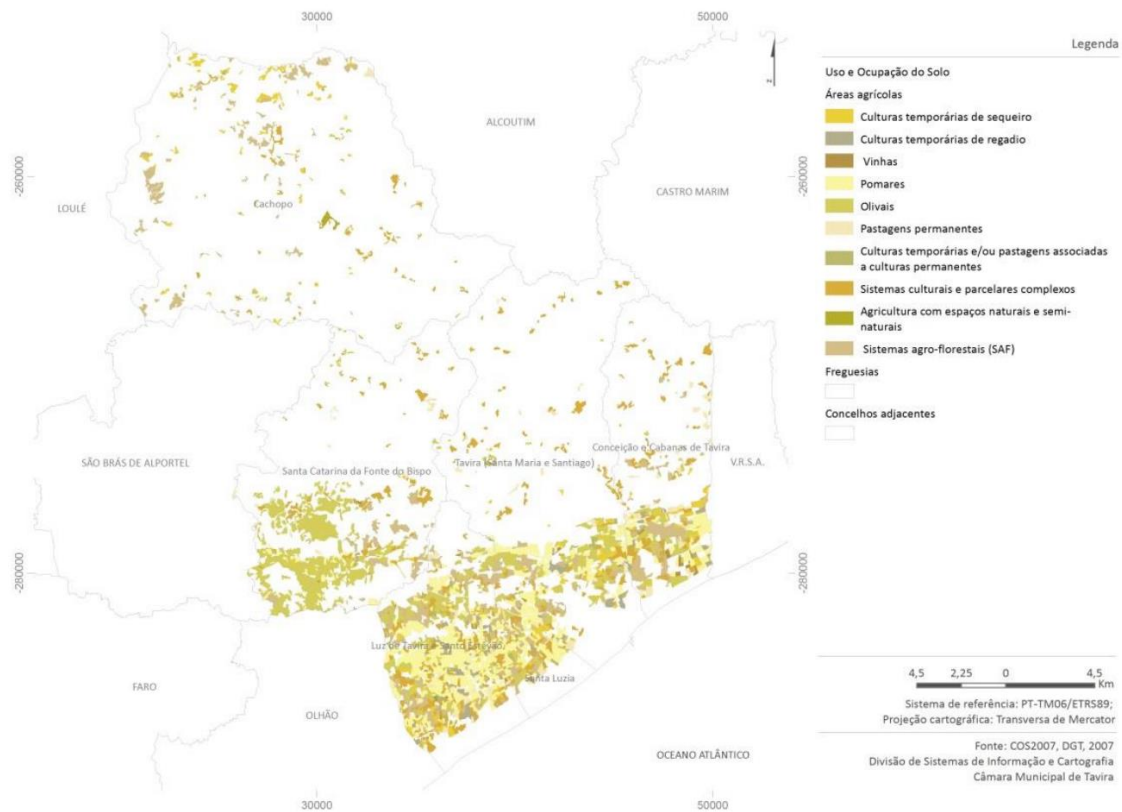 30000
50000
Legenda
Uso e Ocupação do Solo
Áreas agrícolas
Culturas temporárias de sequeiro
Culturas temporárias de regadio
Vinhas
Pomares
Olivais
Pastagens permanentes
Culturas temporárias e/ou pastagens associadas
a culturas permanentes
Sistemas culturais e parcelares complexos
Agricultura com espaços naturais e semi-
naturais
Sistemas agro-florestais (SAF)
Freguesias
Concelhos adjacentes
z
ALCOUTIM
-260000
-260000
CASTRO MARIM
LOULÉ
Cachopo
SÃO BRÁS DE ALPORTEL
Santa Catarina da Fonte do Bispo
Tavira (Santa Maria e Santiago)
Conceição e Cabanas de Tavira
V.R.S.A.
-280000
-280000
Luz de Tavira e Santo Estêvão
Santa Luzia
FARO
OLHÃO
OCEANO ATLÂNTICO
4,5 2,25 0 4,5
Km
Sistema de referência: PT-TM06/ETRS89;
Projeção cartográfica: Transversa de Mercator
Fonte: COS2007, DGT, 2007
Divisão de Sistemas de Informação e Cartografia
Câmara Municipal de Tavira
30000
50000